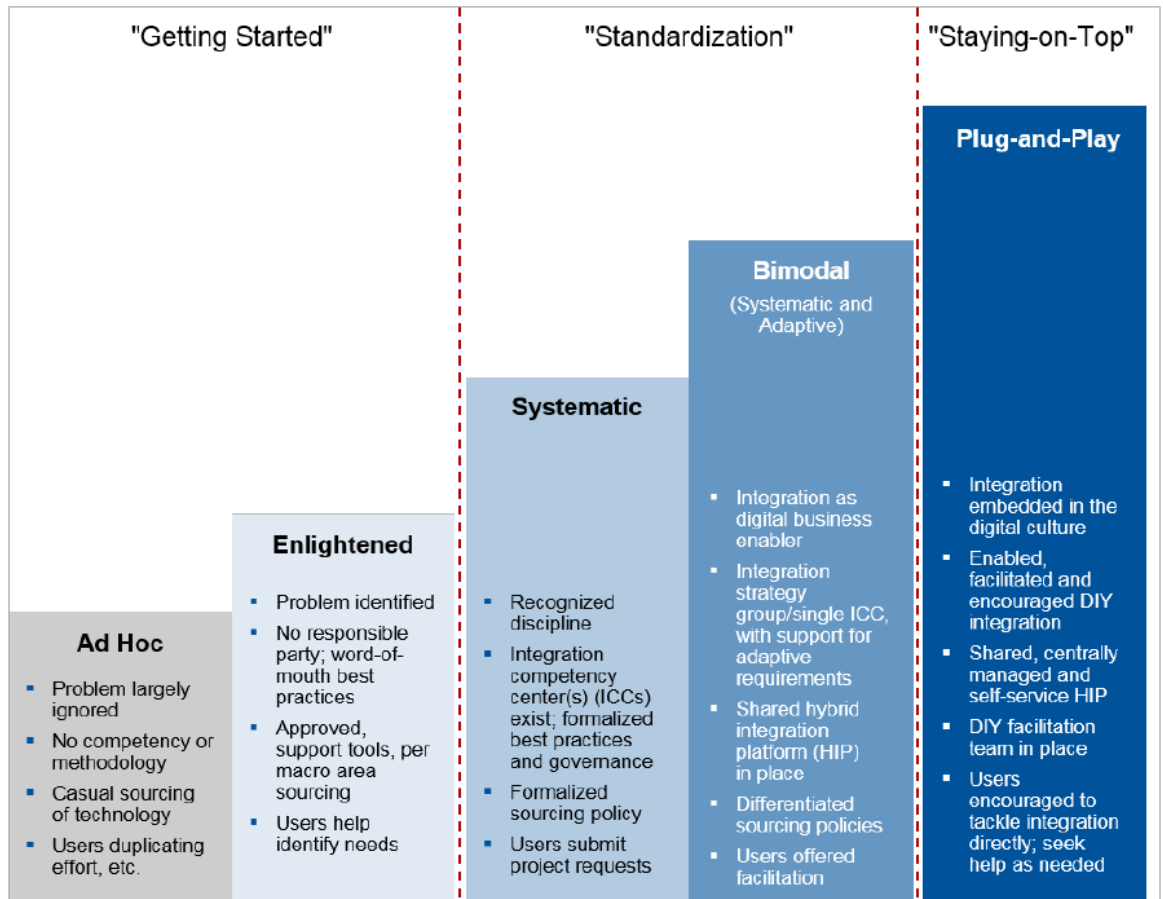 "Getting Started"
"Standardization"
"Staying-on-Top"
Ad Hoc
▪ Problem largely
ignored
▪ No competency or
methodology
▪ Casual sourcing
of technology
▪ Users duplicating
effort, etc.
Enlightened
▪ Problem identified
▪ No responsible
party; word-of-
mouth best
practices
▪ Approved,
support tools, per
macro area
sourcing
▪ Users help
identify needs
Systematic
▪ Recognized
discipline
▪ Integration
competency
center(s) (ICCs)
exist; formalized
best practices
and governance
▪ Formalized
sourcing policy
▪ Users submit
project requests
Bimodal
(Systematic and
Adaptive)
▪ Integration as
digital business
enabler
▪ Integration
strategy
group/single ICC,
with support for
adaptive
requirements
▪ Shared hybrid
integration
platform (HIP)
in place
▪ Differentiated
sourcing policies
▪ Users offered
facilitation
Plug-and-Play
▪ Integration
embedded in the
digital culture
▪ Enabled,
facilitated and
encouraged DIY
integration
▪ Shared, centrally
managed and
self-service HIP
▪ DIY facilitation
team in place
▪ Users
encouraged to
tackle integration
directly; seek
help as needed